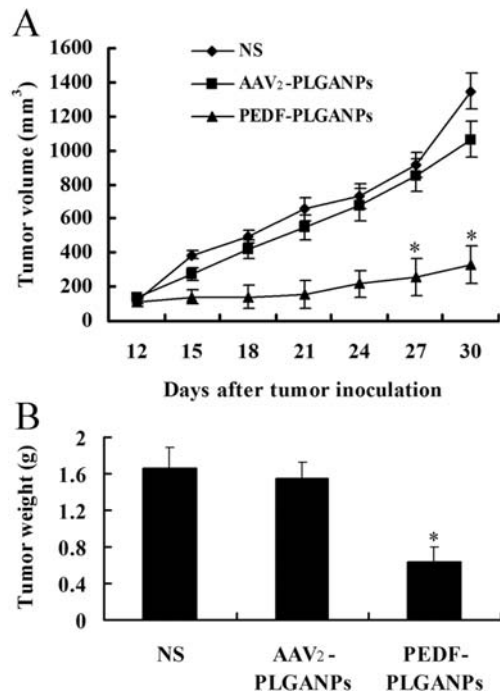 A
1600
1400
1200
1000
800
600
400
200
0
Tumor volume (mm³)
NS
AAV₂-PLGANPs
PEDF-PLGANPs
* *
12 15 18 21 24 27 30
Days after tumor inoculation
B
2
1.6
1.2
0.8
0.4
0
Tumor weight (g)
*
NS AAV₂- PEDF-
PLGANPs PLGANPs